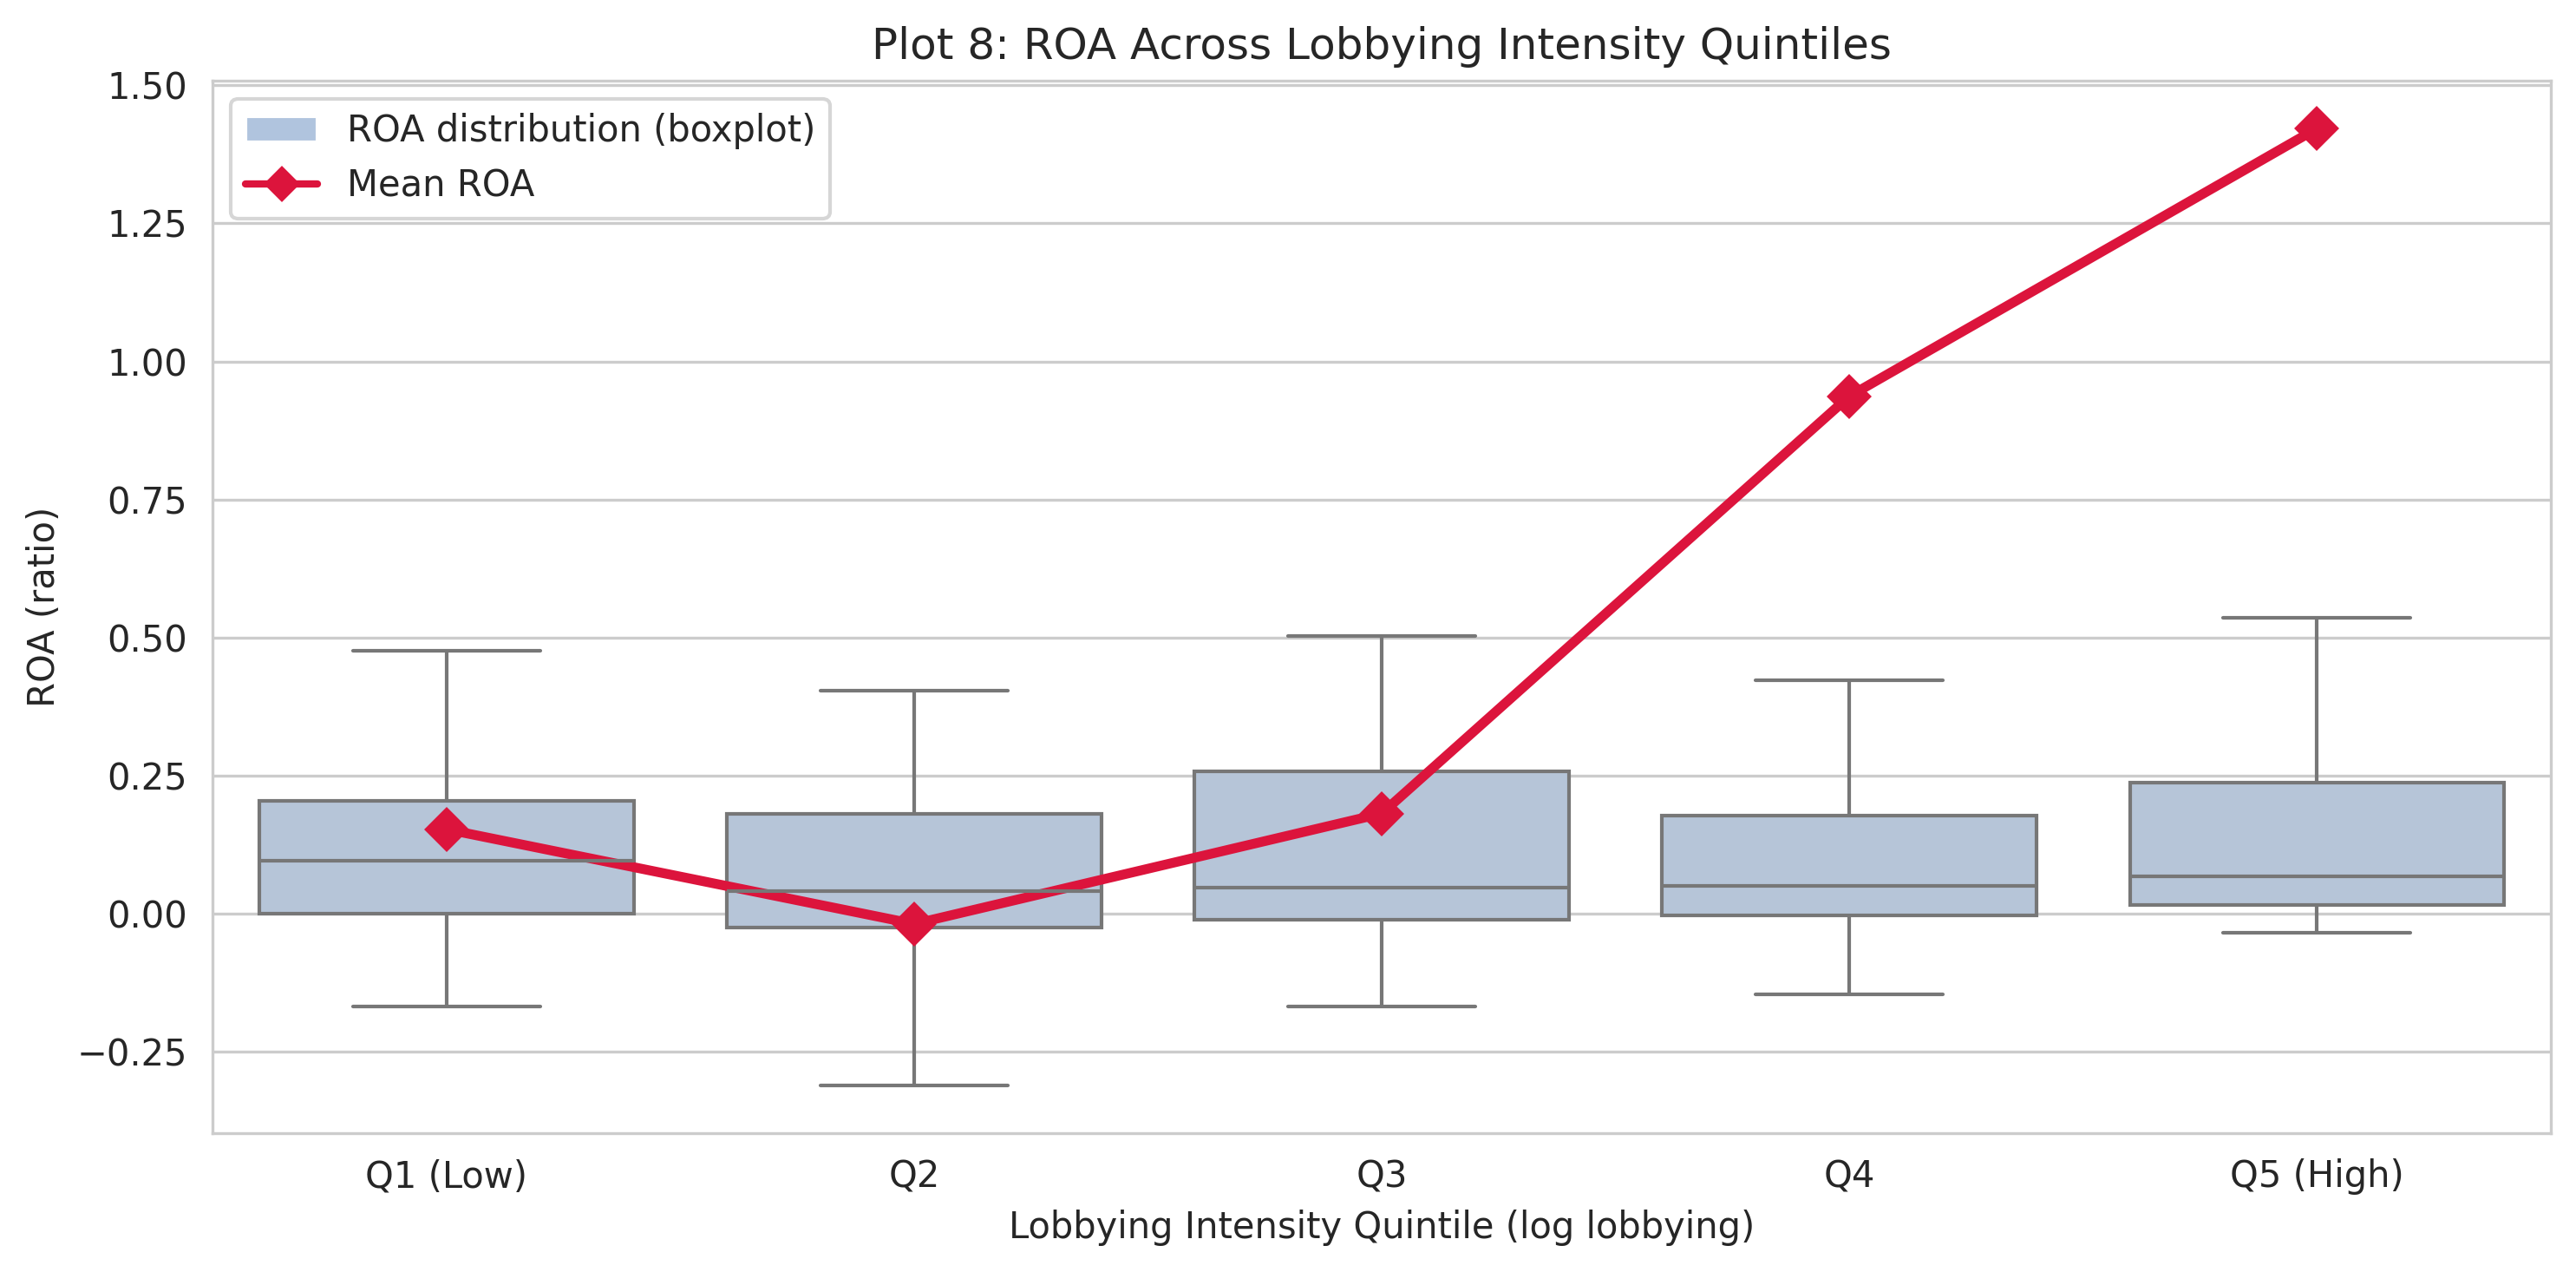 Plot 8: ROA Across Lobbying Intensity Quintiles
ROA distribution (boxplot)
Mean ROA
1.50
1.25
1.00
0.75
0.50
0.25
0.00
−0.25
ROA (ratio)
Q1 (Low)
Q2
Q3
Q4
Q5 (High)
Lobbying Intensity Quintile (log lobbying)